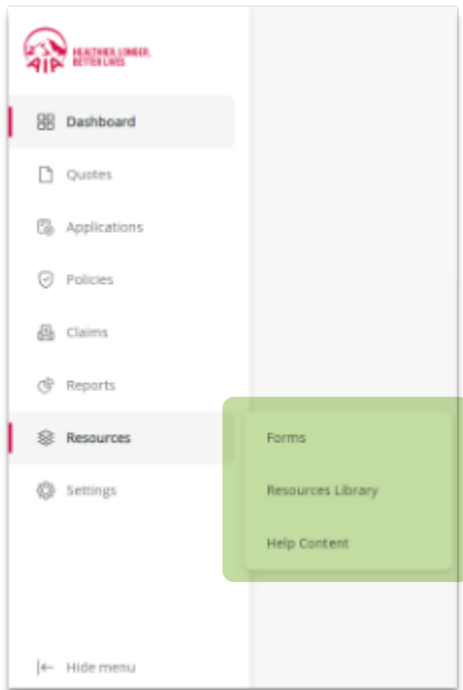 AIA
HEALTHIER, LONGER,
BETTER LIVES
Dashboard
Quotes
Applications
Policies
Claims
Reports
Resources
Forms
Settings
Resources Library
Help Content
Hide menu